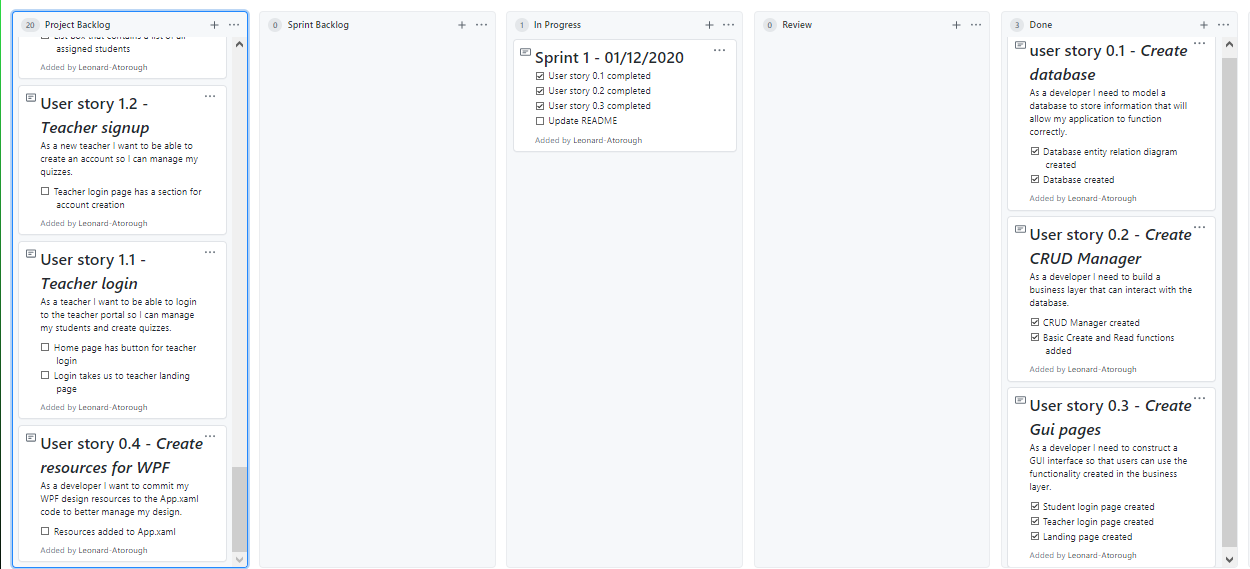 20 Project Backlog
List box that contains a list of all
assigned students
Added by Leonard-Atorough
User story 1.2 -
Teacher signup
As a new teacher I want to be able to
create an account so I can manage my
quizzes.
Teacher login page has a section for
account creation
Added by Leonard-Atorough
User story 1.1 -
Teacher login
As a teacher I want to be able to login
to the teacher portal so I can manage
my students and create quizzes.
Home page has button for teacher
login
Login takes us to teacher landing
page
Added by Leonard-Atorough
User story 0.4 - Create
resources for WPF
As a developer I want to commit my
WPF design resources to the App.xaml
code to better manage my design.
Resources added to App.xaml
Added by Leonard-Atorough
0 Sprint Backlog
1 In Progress
Sprint 1 - 01/12/2020
User story 0.1 completed
User story 0.2 completed
User story 0.3 completed
Update README
Added by Leonard-Atorough
0 Review
3 Done
user story 0.1 - Create
database
As a developer I need to model a
database to store information that will
allow my application to function
correctly.
Database entity relation diagram
created
Database created
Added by Leonard-Atorough
User story 0.2 - Create
CRUD Manager
As a developer I need to build a
business layer that can interact with the
database.
CRUD Manager created
Basic Create and Read functions
added
Added by Leonard-Atorough
User story 0.3 - Create
Gui pages
As a developer I need to construct a
GUI interface so that users can use the
functionality created in the business
layer.
Student login page created
Teacher login page created
Landing page created
Added by Leonard-Atorough